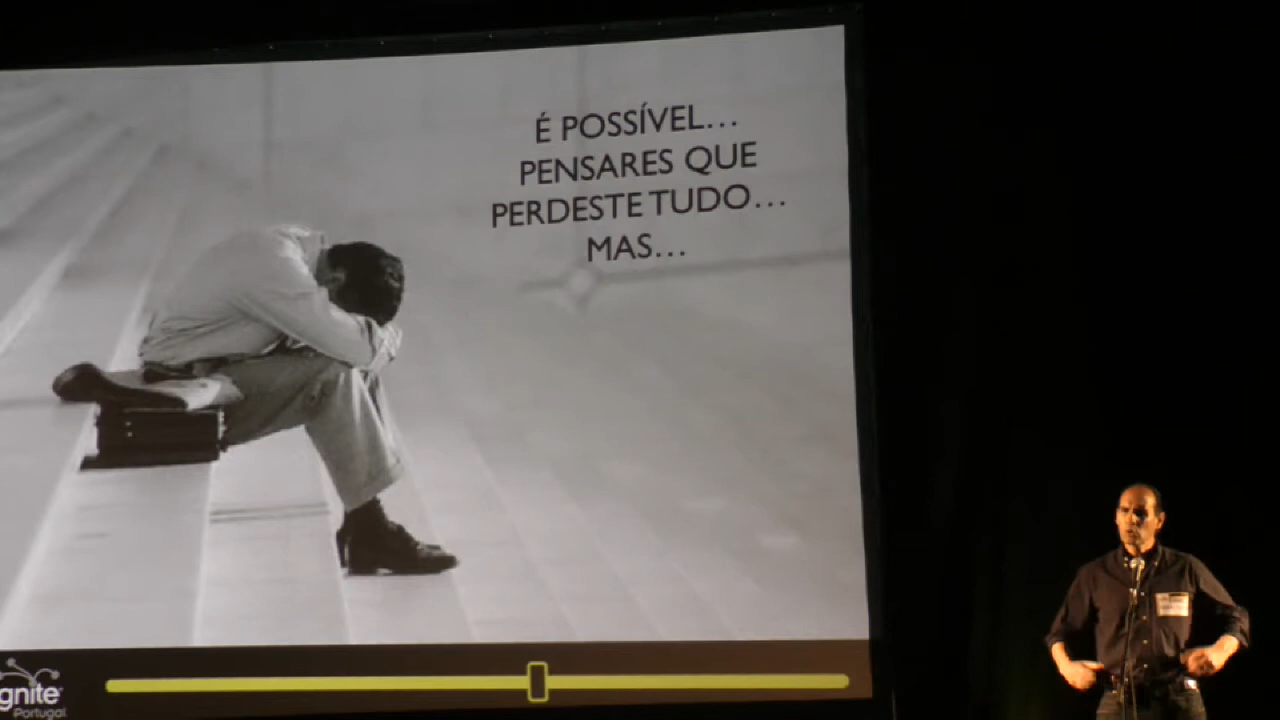 É POSSÍVEL...
PENSARES QUE
PERDESTE TUDO...
MAS...
gnite
Portugal